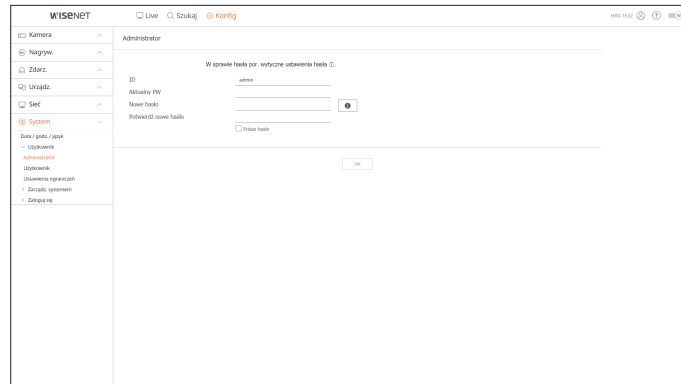 WISENET
Live Szukaj Konfig
HRX-1632
Kamera
Nagryw.
Zdarz.
Urządz.
Sieć
System
Data / godz. / język
Użytkownik
Administrator
Użytkownik
Ustawienia ograniczeń
Zarządz. systemem
Zaloguj się
Administrator
W sprawie hasła por. wytyczne ustawienia hasła ⓘ.
ID admin
Aktualny PW
Nowe hasło
Potwierdź nowe hasło
Pokaż hasło
OK